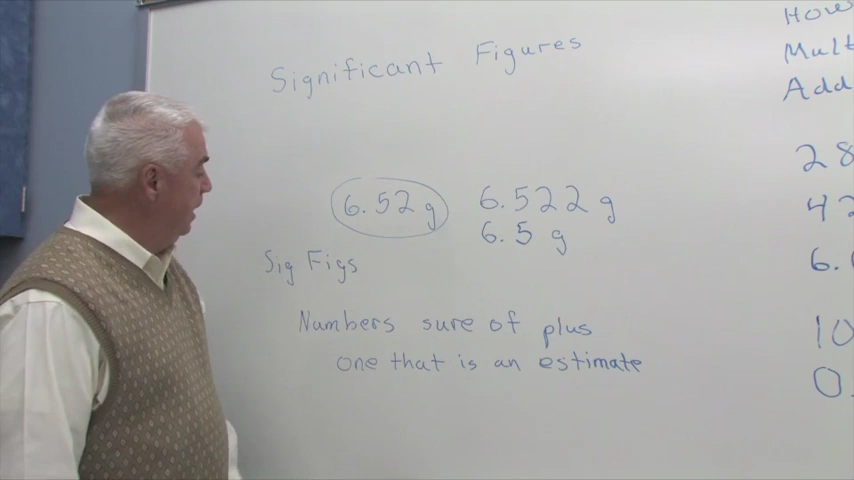 Significant Figures
6.52 g 6.522 g
6.5 g
Sig Figs
Numbers sure of plus
one that is an estimate
How
Mult
Add
28
42
6.
10
0.